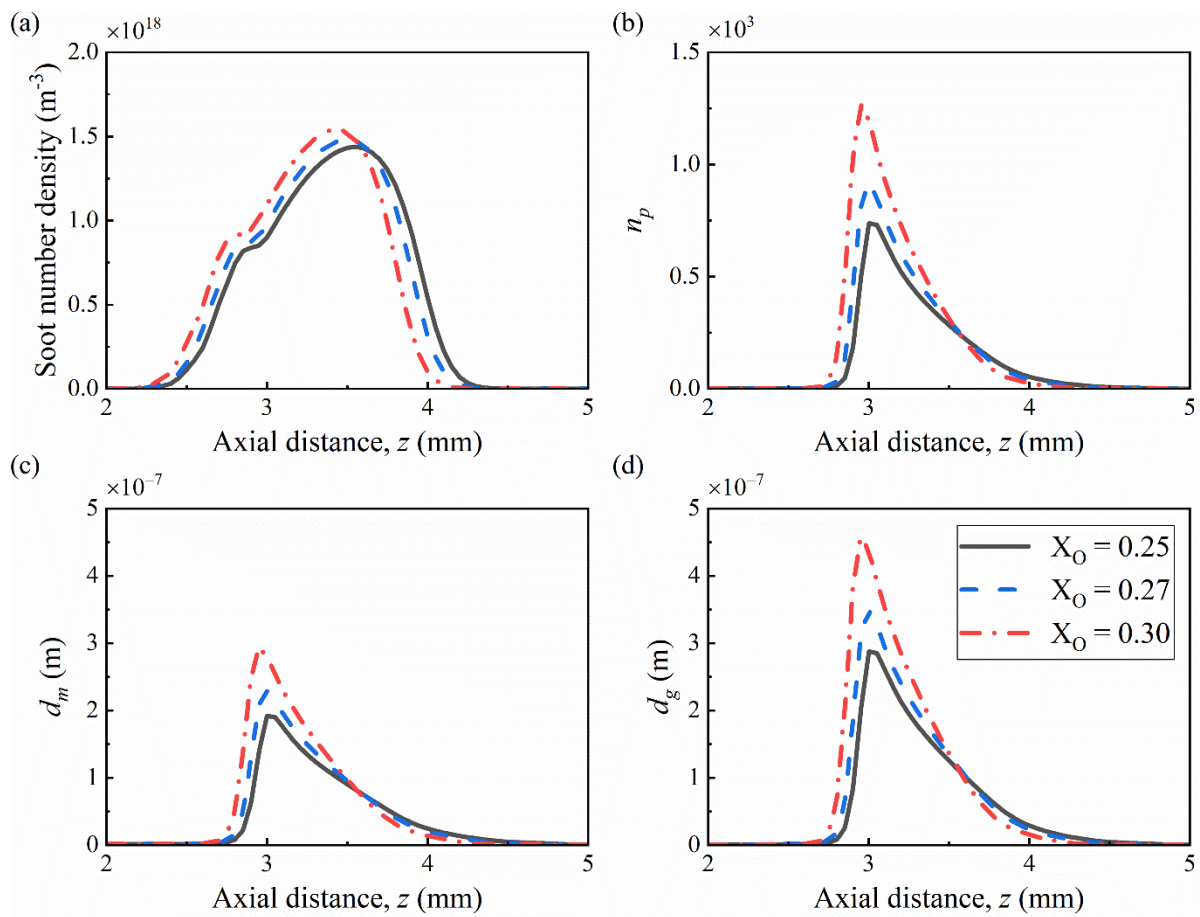 (a)
×10^18
2.0
1.5
1.0
0.5
0.0
Soot number density (m^-3)
2 3 4 5
Axial distance, z (mm)
(b)
×10^3
1.5
1.0
0.5
0.0
n_p
2 3 4 5
Axial distance, z (mm)
(c)
×10^-7
5
4
3
2
1
0
d_m (m)
2 3 4 5
Axial distance, z (mm)
(d)
×10^-7
5
4
3
2
1
0
d_g (m)
X_O = 0.25
X_O = 0.27
X_O = 0.30
2 3 4 5
Axial distance, z (mm)